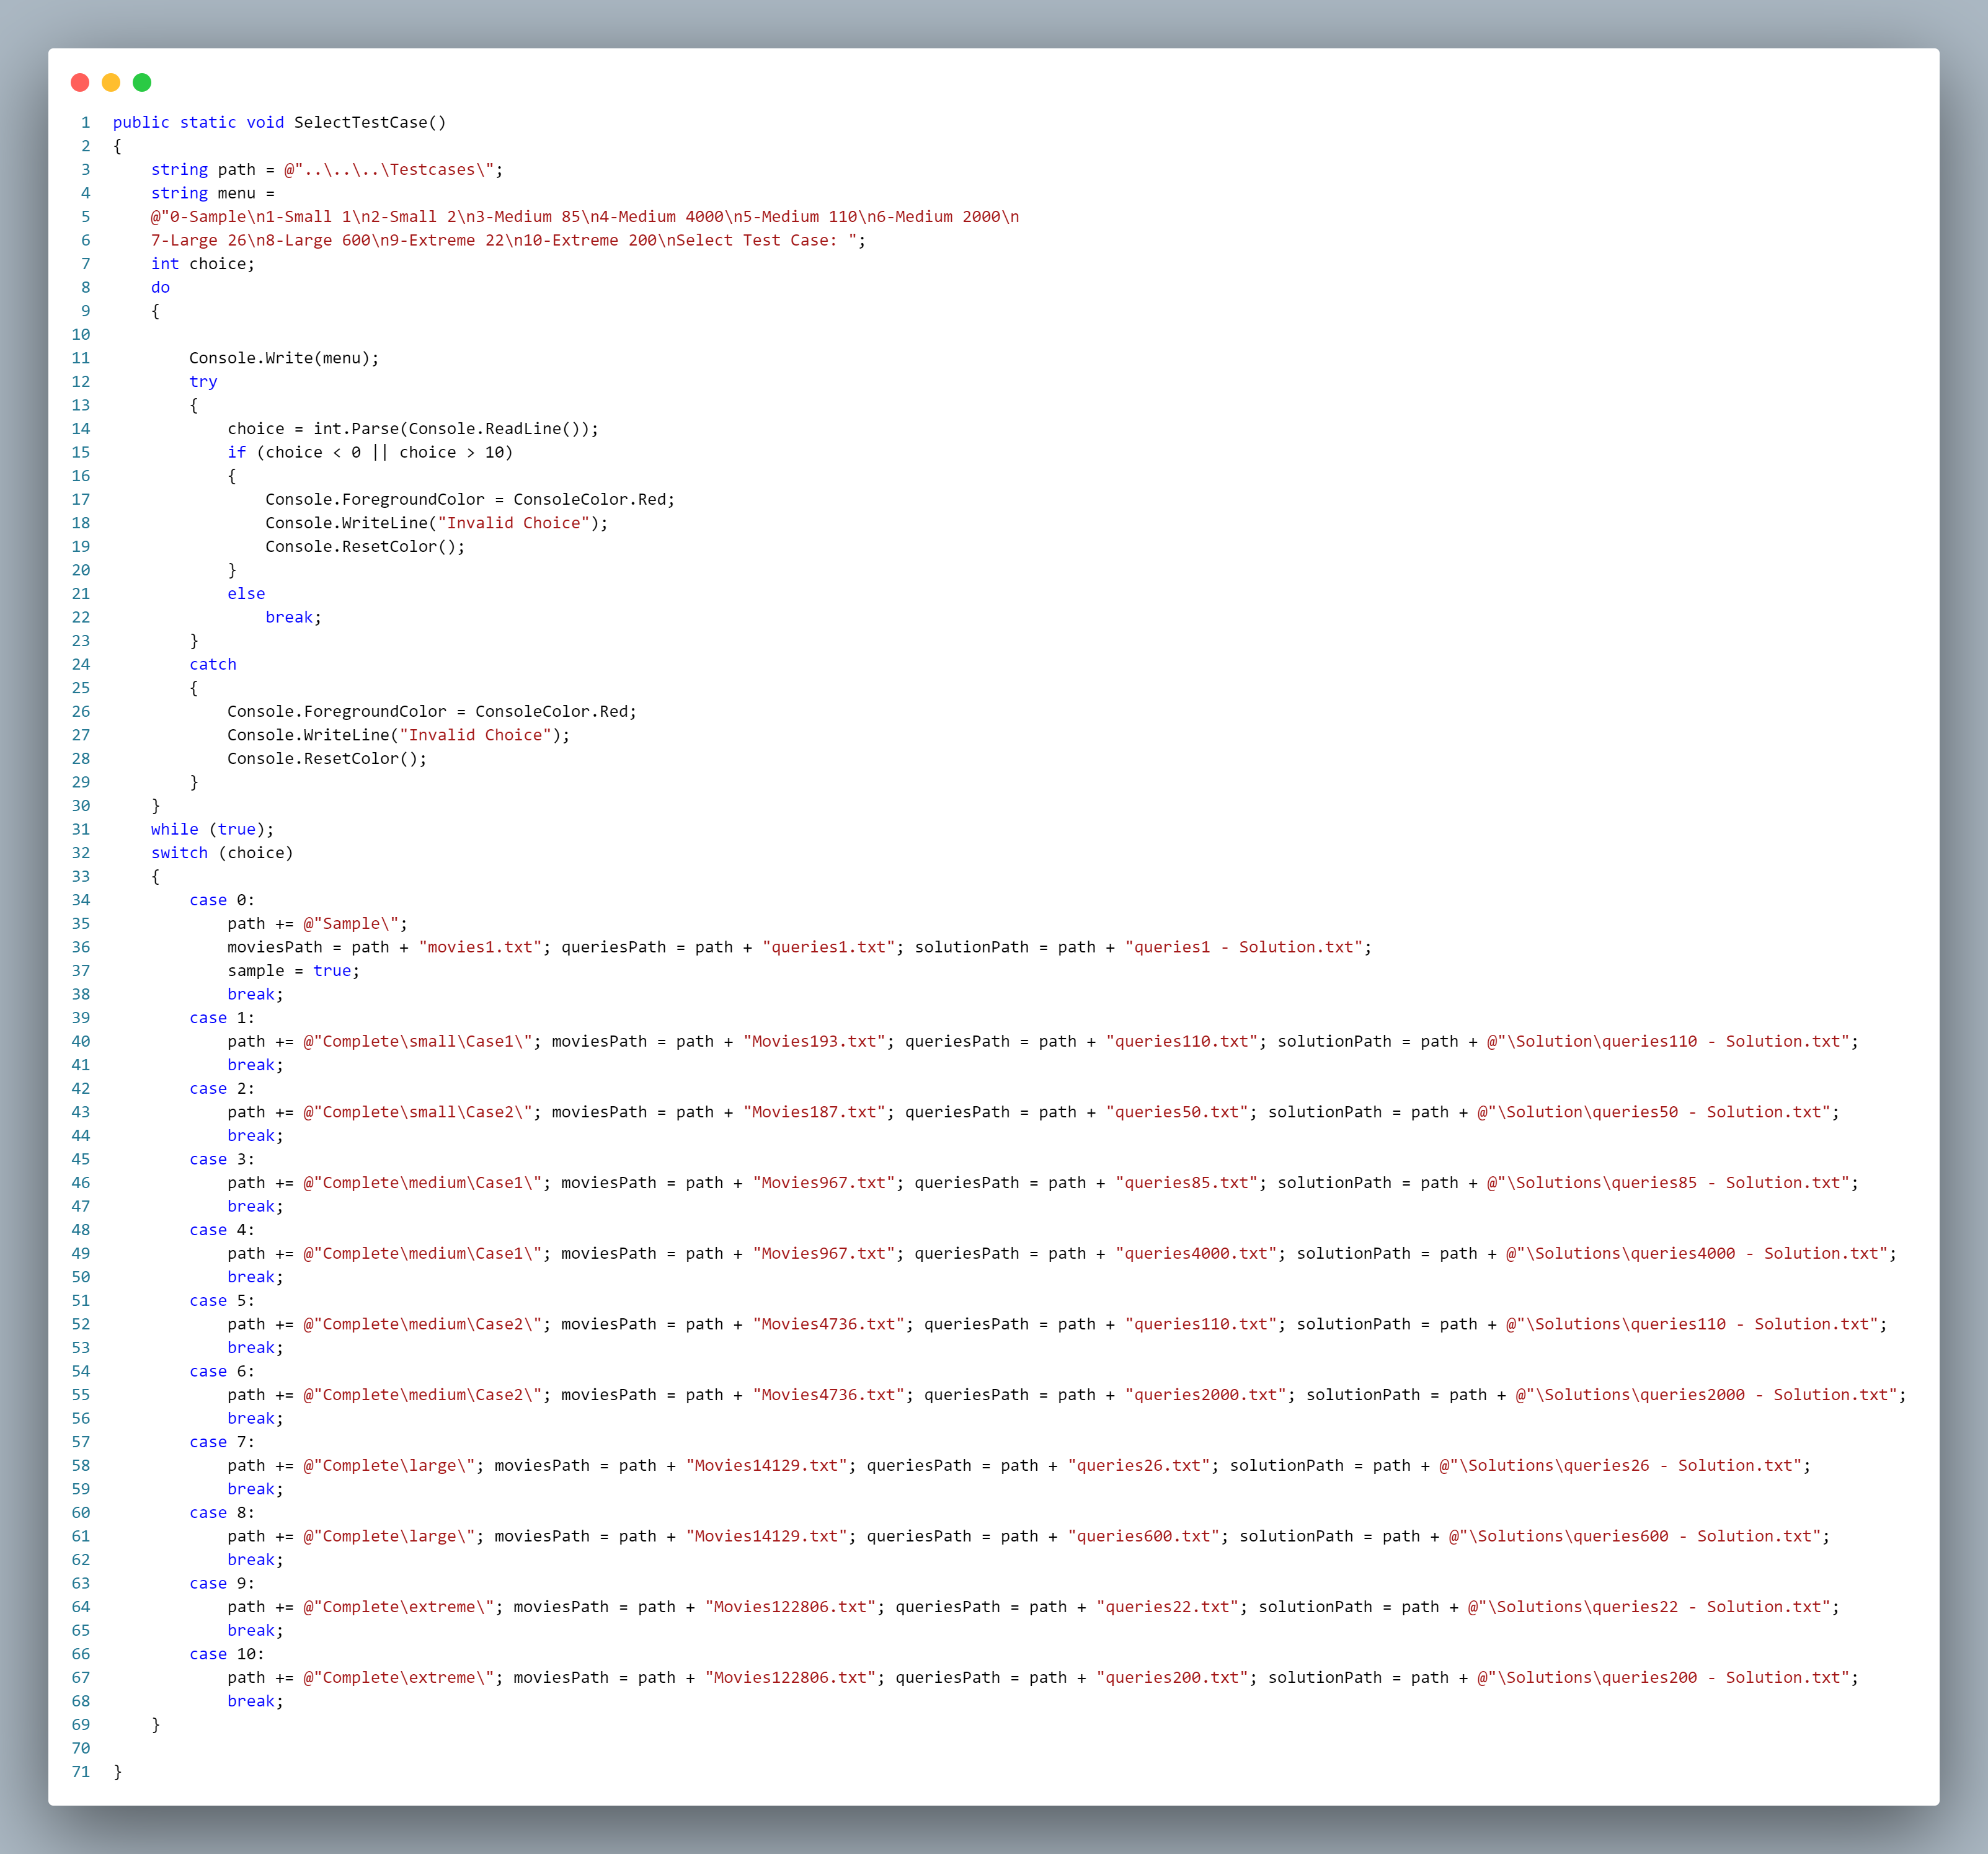 1 public static void SelectTestCase()
2 {
3     string path = @"..\..\..\Testcases\";
4     string menu =
5     @"0-Sample\n1-Small 1\n2-Small 2\n3-Medium 85\n4-Medium 4000\n5-Medium 110\n6-Medium 2000\n
6     7-Large 26\n8-Large 600\n9-Extreme 22\n10-Extreme 200\nSelect Test Case: ";
7     int choice;
8     do
9     {
10
11         Console.Write(menu);
12         try
13         {
14             choice = int.Parse(Console.ReadLine());
15             if (choice < 0 || choice > 10)
16             {
17                 Console.ForegroundColor = ConsoleColor.Red;
18                 Console.WriteLine("Invalid Choice");
19                 Console.ResetColor();
20             }
21             else
22                 break;
23         }
24         catch
25         {
26             Console.ForegroundColor = ConsoleColor.Red;
27             Console.WriteLine("Invalid Choice");
28             Console.ResetColor();
29         }
30     }
31     while (true);
32     switch (choice)
33     {
34         case 0:
35             path += @"Sample\";
36             moviesPath = path + "movies1.txt"; queriesPath = path + "queries1.txt"; solutionPath = path + "queries1 - Solution.txt";
37             sample = true;
38             break;
39         case 1:
40             path += @"Complete\small\Case1\"; moviesPath = path + "Movies193.txt"; queriesPath = path + "queries110.txt"; solutionPath = path + @"\Solution\queries110 - Solution.txt";
41             break;
42         case 2:
43             path += @"Complete\small\Case2\"; moviesPath = path + "Movies187.txt"; queriesPath = path + "queries50.txt"; solutionPath = path + @"\Solution\queries50 - Solution.txt";
44             break;
45         case 3:
46             path += @"Complete\medium\Case1\"; moviesPath = path + "Movies967.txt"; queriesPath = path + "queries85.txt"; solutionPath = path + @"\Solutions\queries85 - Solution.txt";
47             break;
48         case 4:
49             path += @"Complete\medium\Case1\"; moviesPath = path + "Movies967.txt"; queriesPath = path + "queries4000.txt"; solutionPath = path + @"\Solutions\queries4000 - Solution.txt";
50             break;
51         case 5:
52             path += @"Complete\medium\Case2\"; moviesPath = path + "Movies4736.txt"; queriesPath = path + "queries110.txt"; solutionPath = path + @"\Solutions\queries110 - Solution.txt";
53             break;
54         case 6:
55             path += @"Complete\medium\Case2\"; moviesPath = path + "Movies4736.txt"; queriesPath = path + "queries2000.txt"; solutionPath = path + @"\Solutions\queries2000 - Solution.txt";
56             break;
57         case 7:
58             path += @"Complete\large\"; moviesPath = path + "Movies14129.txt"; queriesPath = path + "queries26.txt"; solutionPath = path + @"\Solutions\queries26 - Solution.txt";
59             break;
60         case 8:
61             path += @"Complete\large\"; moviesPath = path + "Movies14129.txt"; queriesPath = path + "queries600.txt"; solutionPath = path + @"\Solutions\queries600 - Solution.txt";
62             break;
63         case 9:
64             path += @"Complete\extreme\"; moviesPath = path + "Movies122806.txt"; queriesPath = path + "queries22.txt"; solutionPath = path + @"\Solutions\queries22 - Solution.txt";
65             break;
66         case 10:
67             path += @"Complete\extreme\"; moviesPath = path + "Movies122806.txt"; queriesPath = path + "queries200.txt"; solutionPath = path + @"\Solutions\queries200 - Solution.txt";
68             break;
69     }
70
71 }